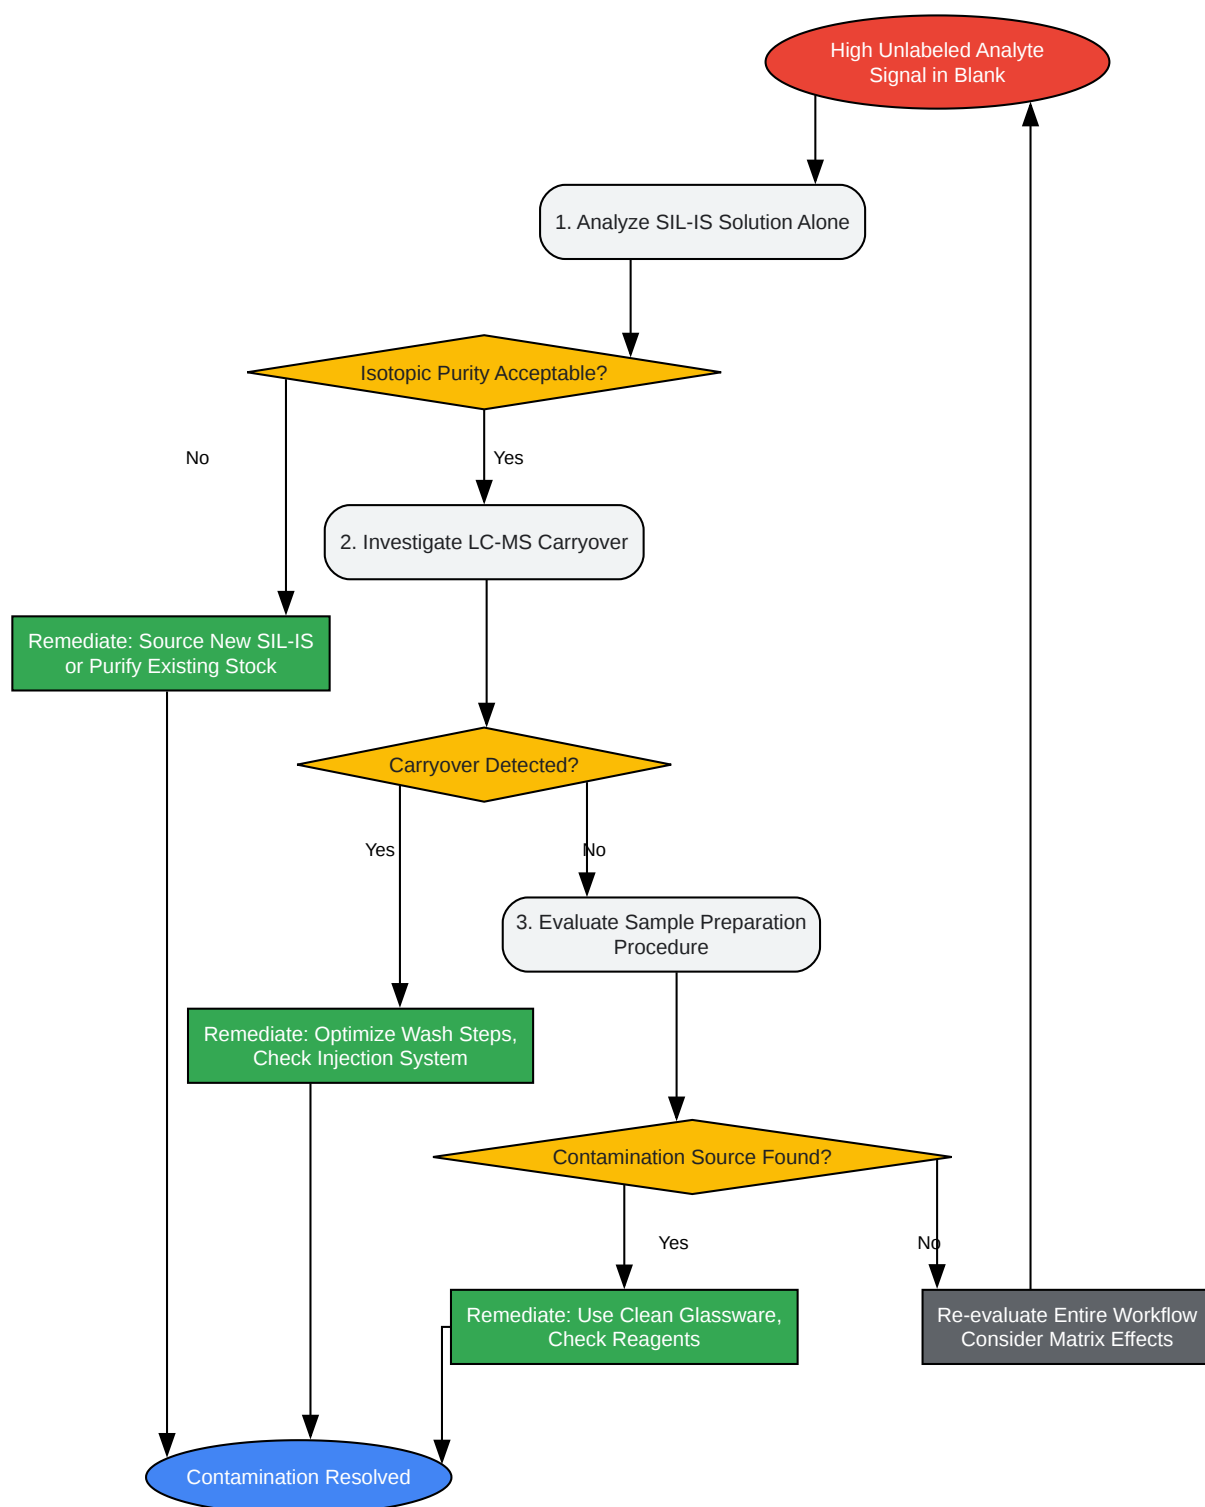 High Unlabeled Analyte
Signal in Blank
1. Analyze SIL-IS Solution Alone
Isotopic Purity Acceptable?
No
Yes
2. Investigate LC-MS Carryover
Remediate: Source New SIL-IS
or Purify Existing Stock
Carryover Detected?
Yes
No
3. Evaluate Sample Preparation
Procedure
Remediate: Optimize Wash Steps,
Check Injection System
Contamination Source Found?
Yes
No
Remediate: Use Clean Glassware,
Check Reagents
Re-evaluate Entire Workflow
Consider Matrix Effects
Contamination Resolved